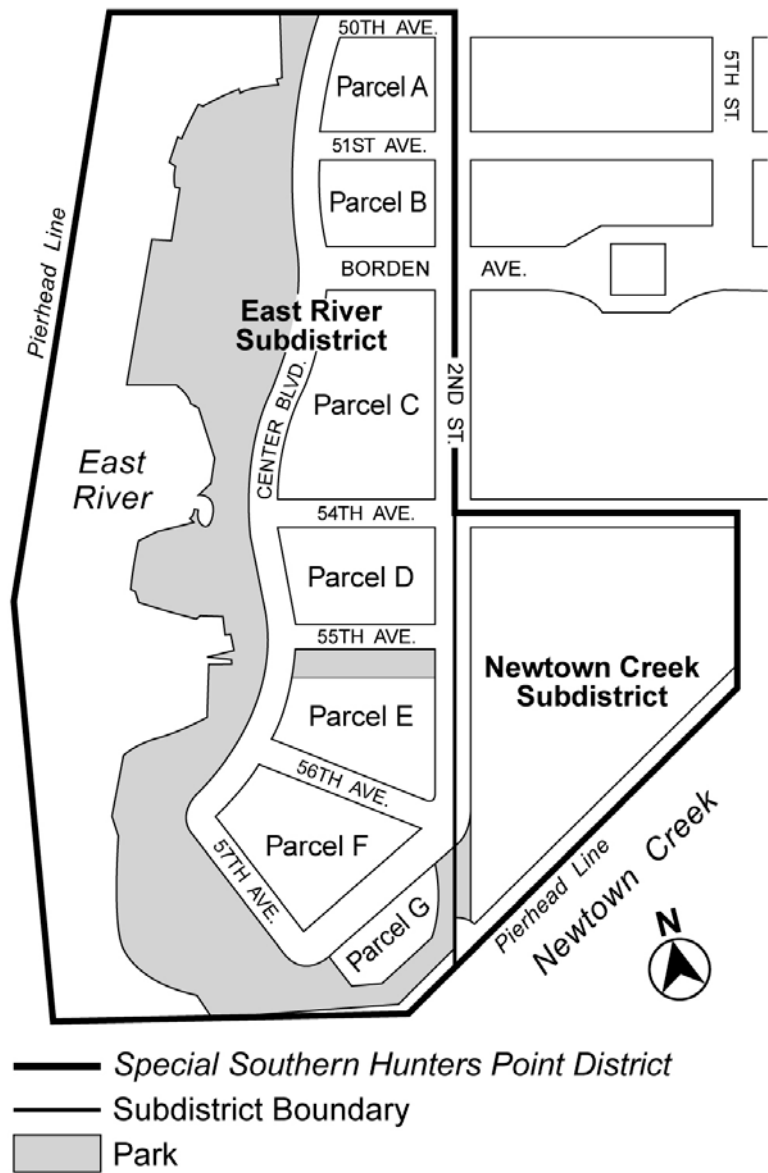 50TH AVE.
Parcel A
5TH ST.
51ST AVE.
Parcel B
Pierhead Line
BORDEN AVE.
East River
Subdistrict
CENTER BLVD.
Parcel C
2ND ST.
East
River
54TH AVE.
Parcel D
55TH AVE.
Newtown Creek
Subdistrict
Parcel E
56TH AVE.
Parcel F
57TH AVE.
Parcel G
Pierhead Line
Newtown Creek
N
Special Southern Hunters Point District
Subdistrict Boundary
Park